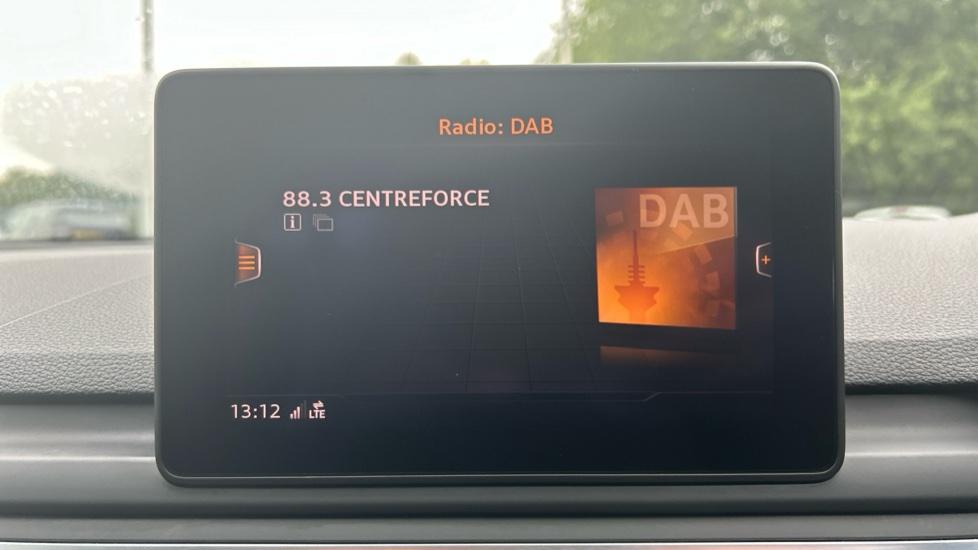 Radio: DAB
88.3 CENTREFORCE
DAB
13:12 LTE